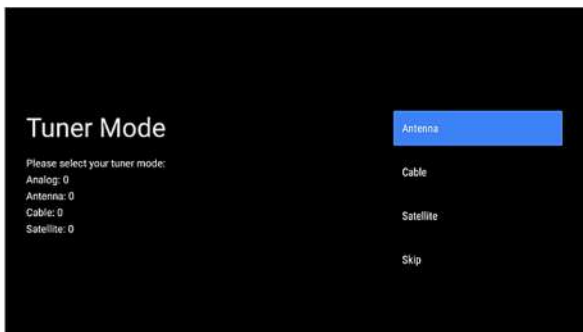 Tuner Mode
Please select your tuner mode:
Analog: 0
Antenna: 0
Cable: 0
Satellite: 0
Antenna
Cable
Satellite
Skip